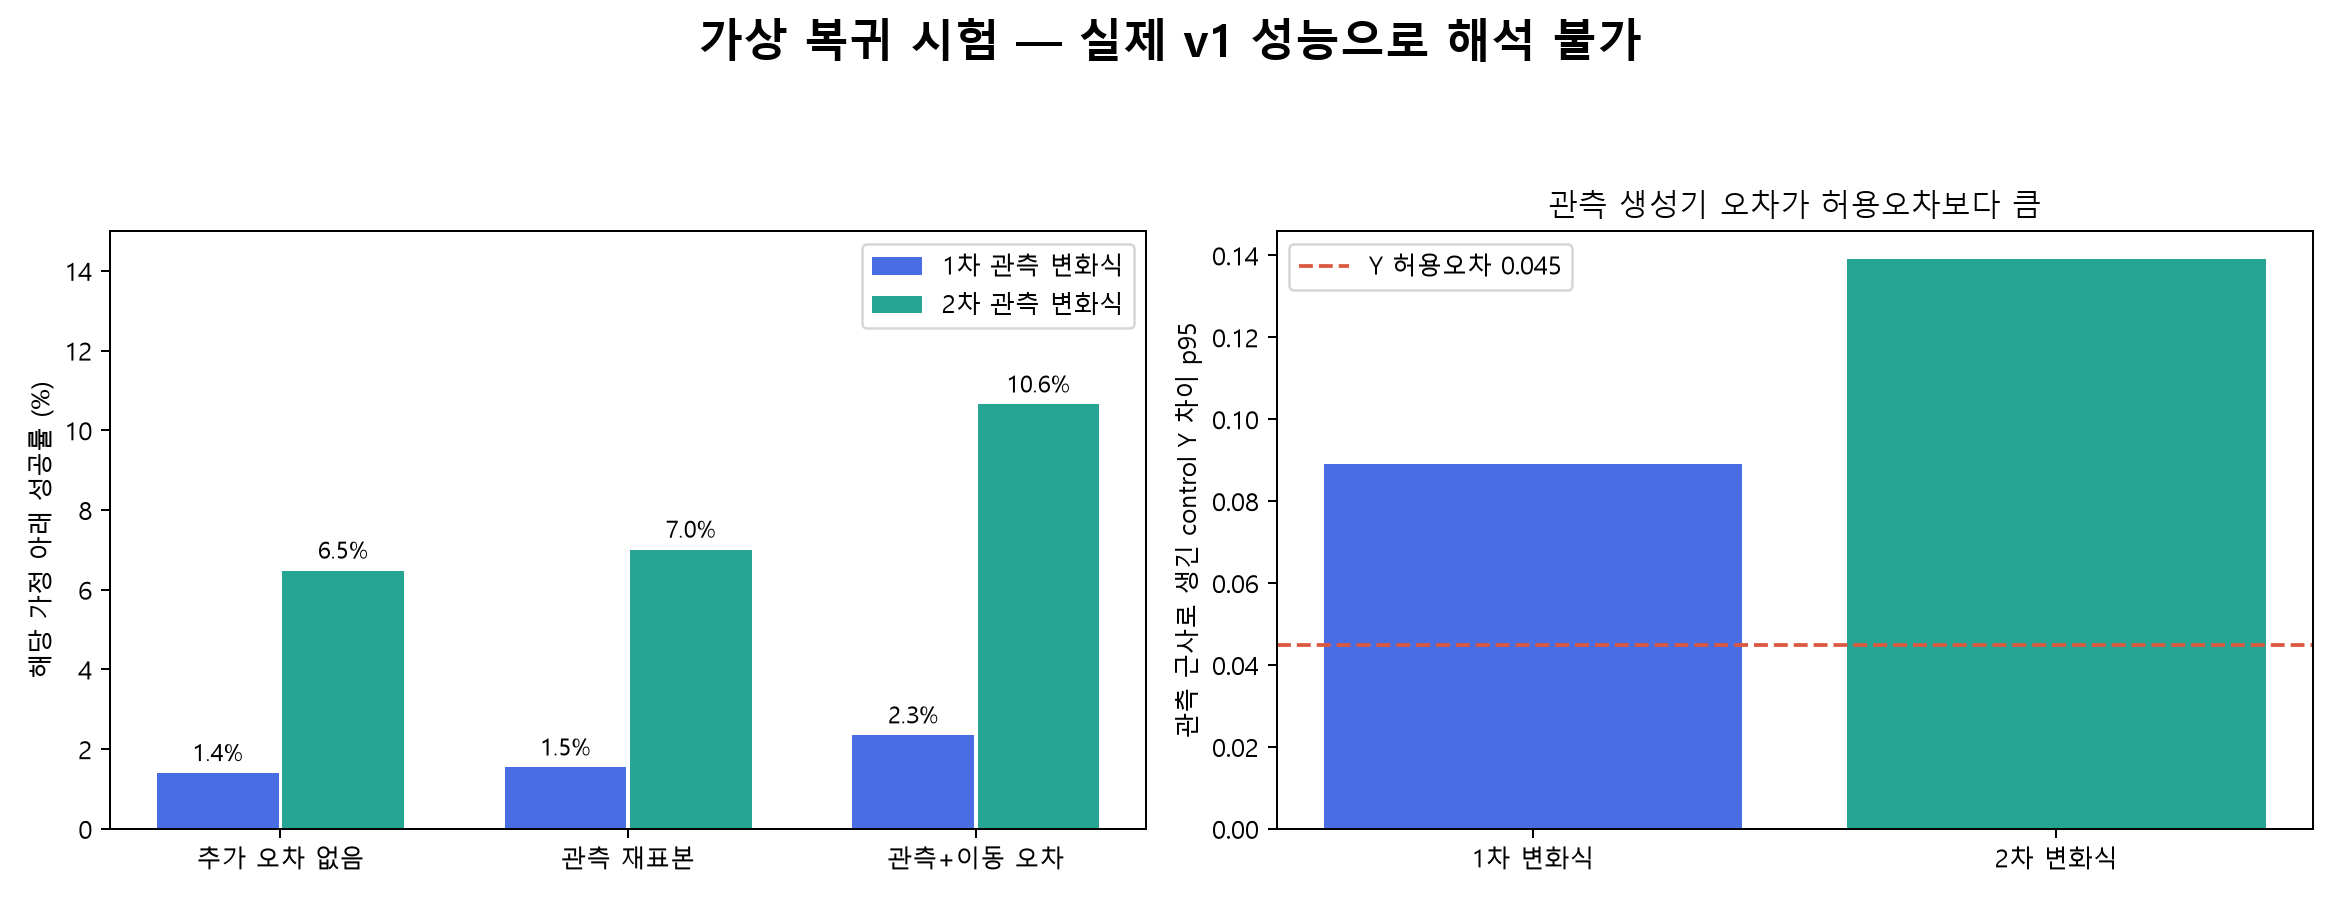 가상 복귀 시험 — 실제 v1 성능으로 해석 불가
해당 가정 아래 성공률 (%)
14
12
10
8
6
4
2
0
1차 관측 변화식
2차 관측 변화식
1.4%
6.5%
1.5%
7.0%
2.3%
10.6%
추가 오차 없음
관측 재표본
관측+이동 오차
관측 생성기 오차가 허용오차보다 큼
관측 근사로 생긴 control Y 차이 p95
0.14
0.12
0.10
0.08
0.06
0.04
0.02
0.00
Y 허용오차 0.045
1차 변화식
2차 변화식